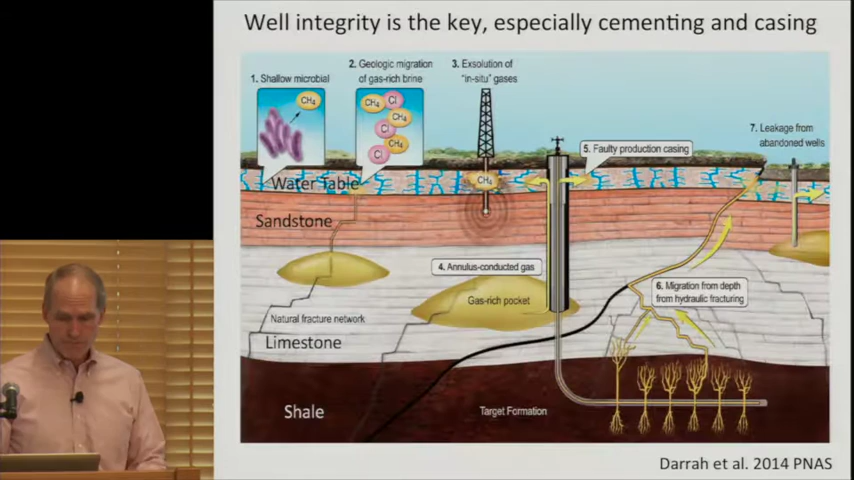 Well integrity is the key, especially cementing and casing
1. Shallow microbial
CH4
2. Geologic migration
of gas-rich brine
CH4
Cl
CH4
Cl
CH4
Cl
3. Exsolution of
"in-situ" gases
CH4
5. Faulty production casing
7. Leakage from
abandoned wells
Water Table
Sandstone
4. Annulus-conducted gas
Gas-rich pocket
6. Migration from depth
from hydraulic fracturing
Natural fracture network
Limestone
Shale
Target Formation
Darrah et al. 2014 PNAS